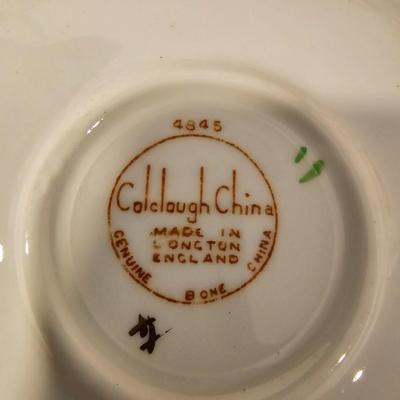 4845
Colclough China
MADE IN
LONGTON
ENGLAND
GENUINE BONE CHINA